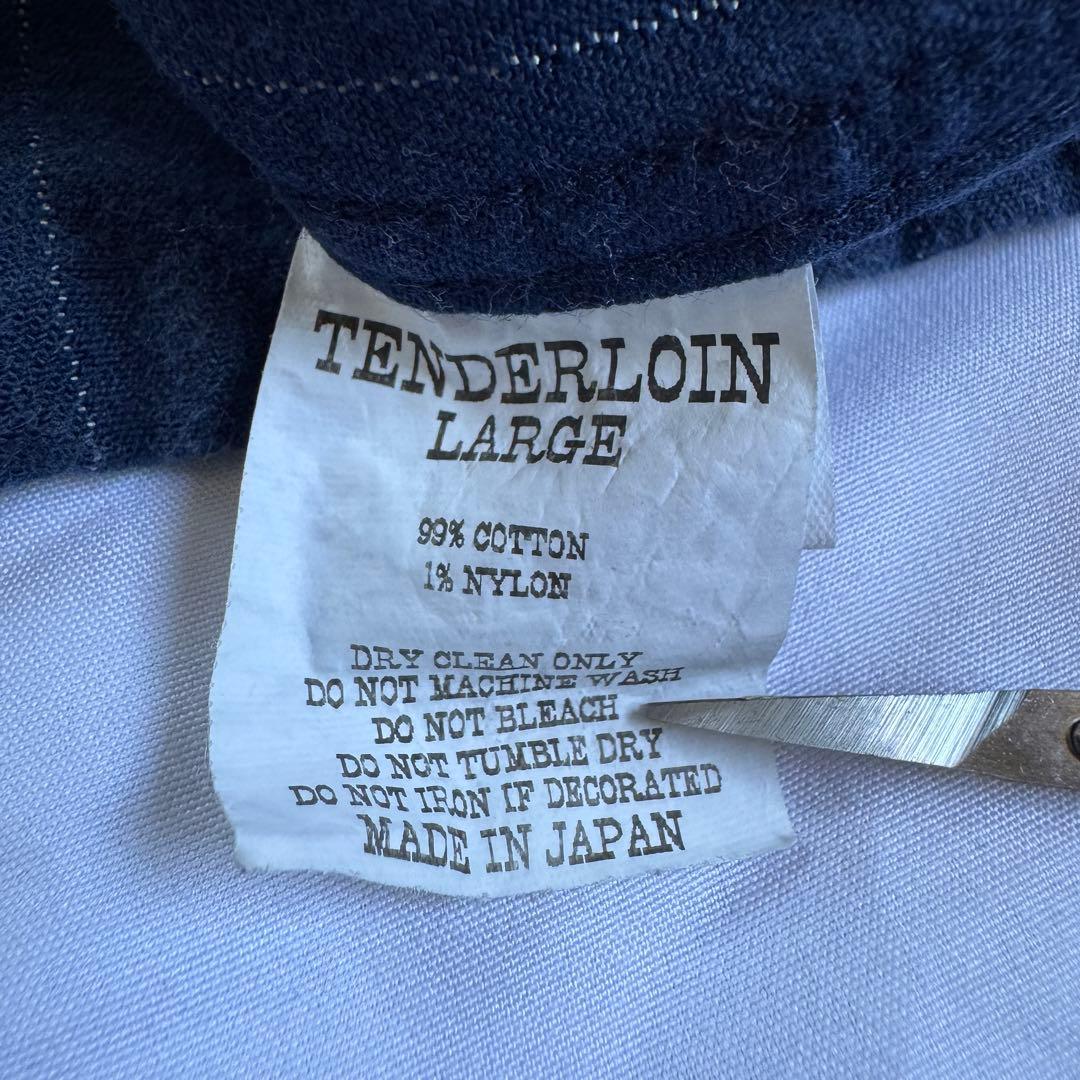 TENDERLOIN
LARGE
99% COTTON
1% NYLON
DRY CLEAN ONLY
DO NOT MACHINE WASH
DO NOT BLEACH
DO NOT TUMBLE DRY
DO NOT IRON IF DECORATED
MADE IN JAPAN